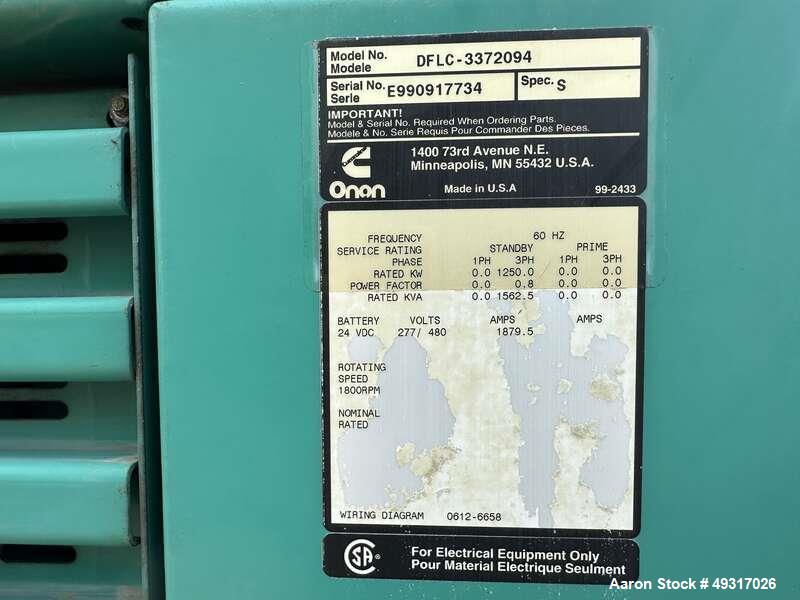 Model No.
Modele
DFLC-3372094
Serial No.
Serie
E990917734
Spec. S
IMPORTANT!
Model & Serial No. Required When Ordering Parts.
Modele & No. Serie Requis Pour Commander Des Pieces.
Cummins
Onan
1400 73rd Avenue N.E.
Minneapolis, MN 55432 U.S.A.
Made in U.S.A
99-2433
FREQUENCY 60 HZ
SERVICE RATING STANDBY PRIME
PHASE 1PH 3PH 1PH 3PH
RATED KW 0.0 1250.0 0.0 0.0
POWER FACTOR 0.0 0.8 0.0 0.0
RATED KVA 0.0 1562.5 0.0 0.0
BATTERY VOLTS AMPS AMPS
24 VDC 277/ 480 1879.5
ROTATING
SPEED
1800RPM
NOMINAL
RATED
WIRING DIAGRAM 0612-6658
SA ®
For Electrical Equipment Only
Pour Material Electrique Seulment
Aaron Stock # 49317026